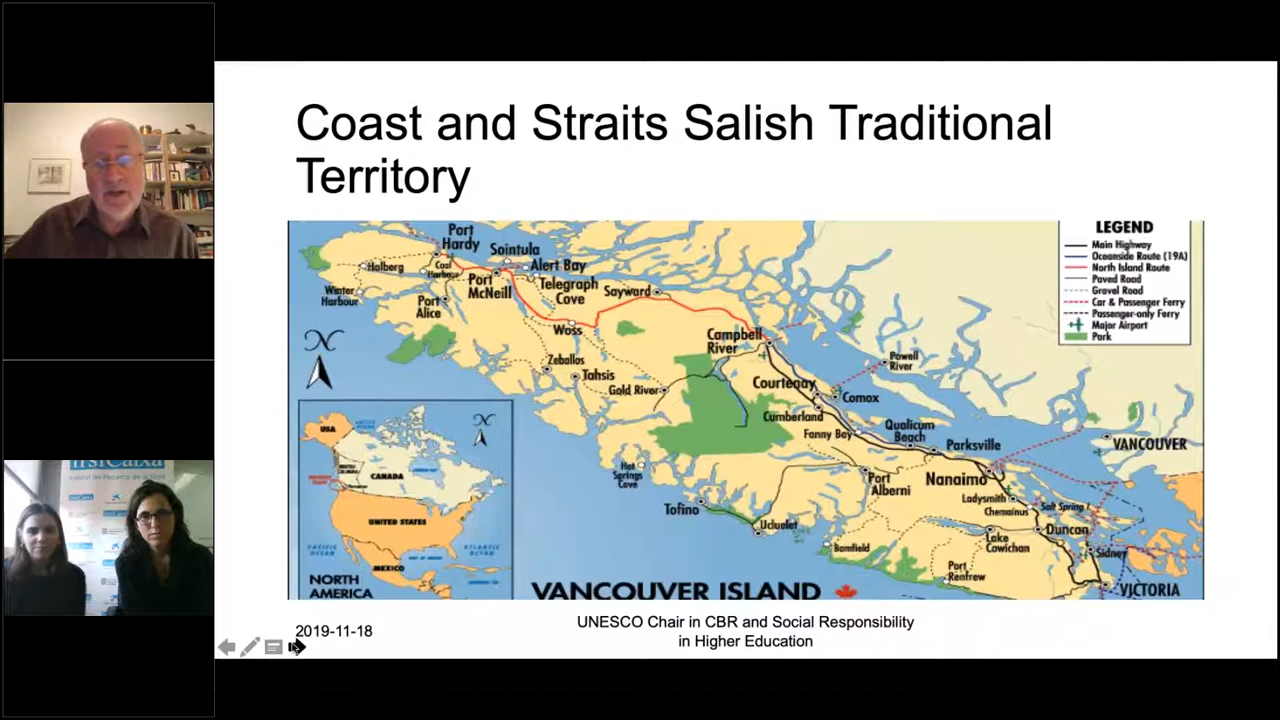 Coast and Straits Salish Traditional
Territory
Port
Hardy
Sointula
Alert Bay
Holberg
Coal
Harbour
Port
McNeill
Telegraph
Cove
Sayward
Winter
Harbour
Port
Alice
Woss
Campbell
River
Zeballos
Tahsis
Gold River
Powell
River
Courtenay
Comox
Cumberland
Fanny Bay
Qualicum
Beach
Parksville
VANCOUVER
Hot
Springs
Cove
Port
Alberni
Nanaimo
Ladysmith
Chemainus
Salt Spring I.
Tofino
Ucluelet
Duncan
Lake
Cowichan
Sidney
Bamfield
Port
Renfrew
VICTORIA
VANCOUVER ISLAND
LEGEND
Main Highway
Oceanside Route (19A)
North Island Route
Paved Road
Gravel Road
Car & Passenger Ferry
Passenger-only Ferry
Major Airport
Park
USA
CANADA
UNITED STATES
PACIFIC
OCEAN
ATLANTIC
OCEAN
MEXICO
NORTH
AMERICA
2019-11-18
UNESCO Chair in CBR and Social Responsibility
in Higher Education
irsiCaixa